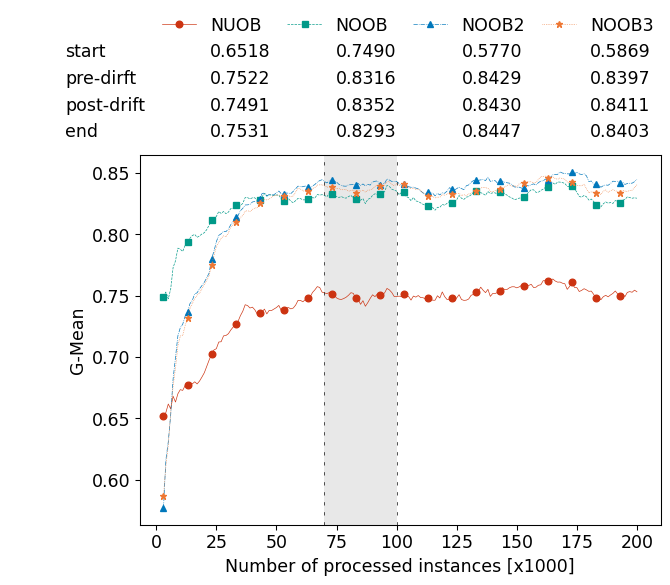 NUOB NOOB NOOB2 NOOB3
start 0.6518 0.7490 0.5770 0.5869
pre-dirft 0.7522 0.8316 0.8429 0.8397
post-drift 0.7491 0.8352 0.8430 0.8411
end 0.7531 0.8293 0.8447 0.8403
0.85
0.80
0.75
0.70
0.65
0.60
G-Mean
0 25 50 75 100 125 150 175 200
Number of processed instances [x1000]